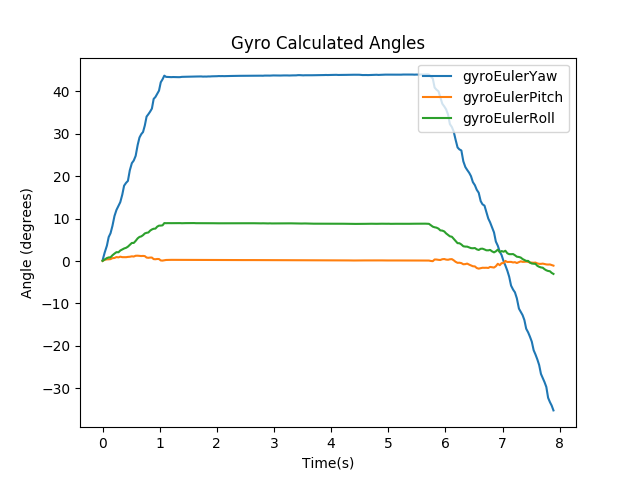 Gyro Calculated Angles
gyroEulerYaw
gyroEulerPitch
gyroEulerRoll
Angle (degrees)
40
30
20
10
0
−10
−20
−30
0 1 2 3 4 5 6 7 8
Time(s)